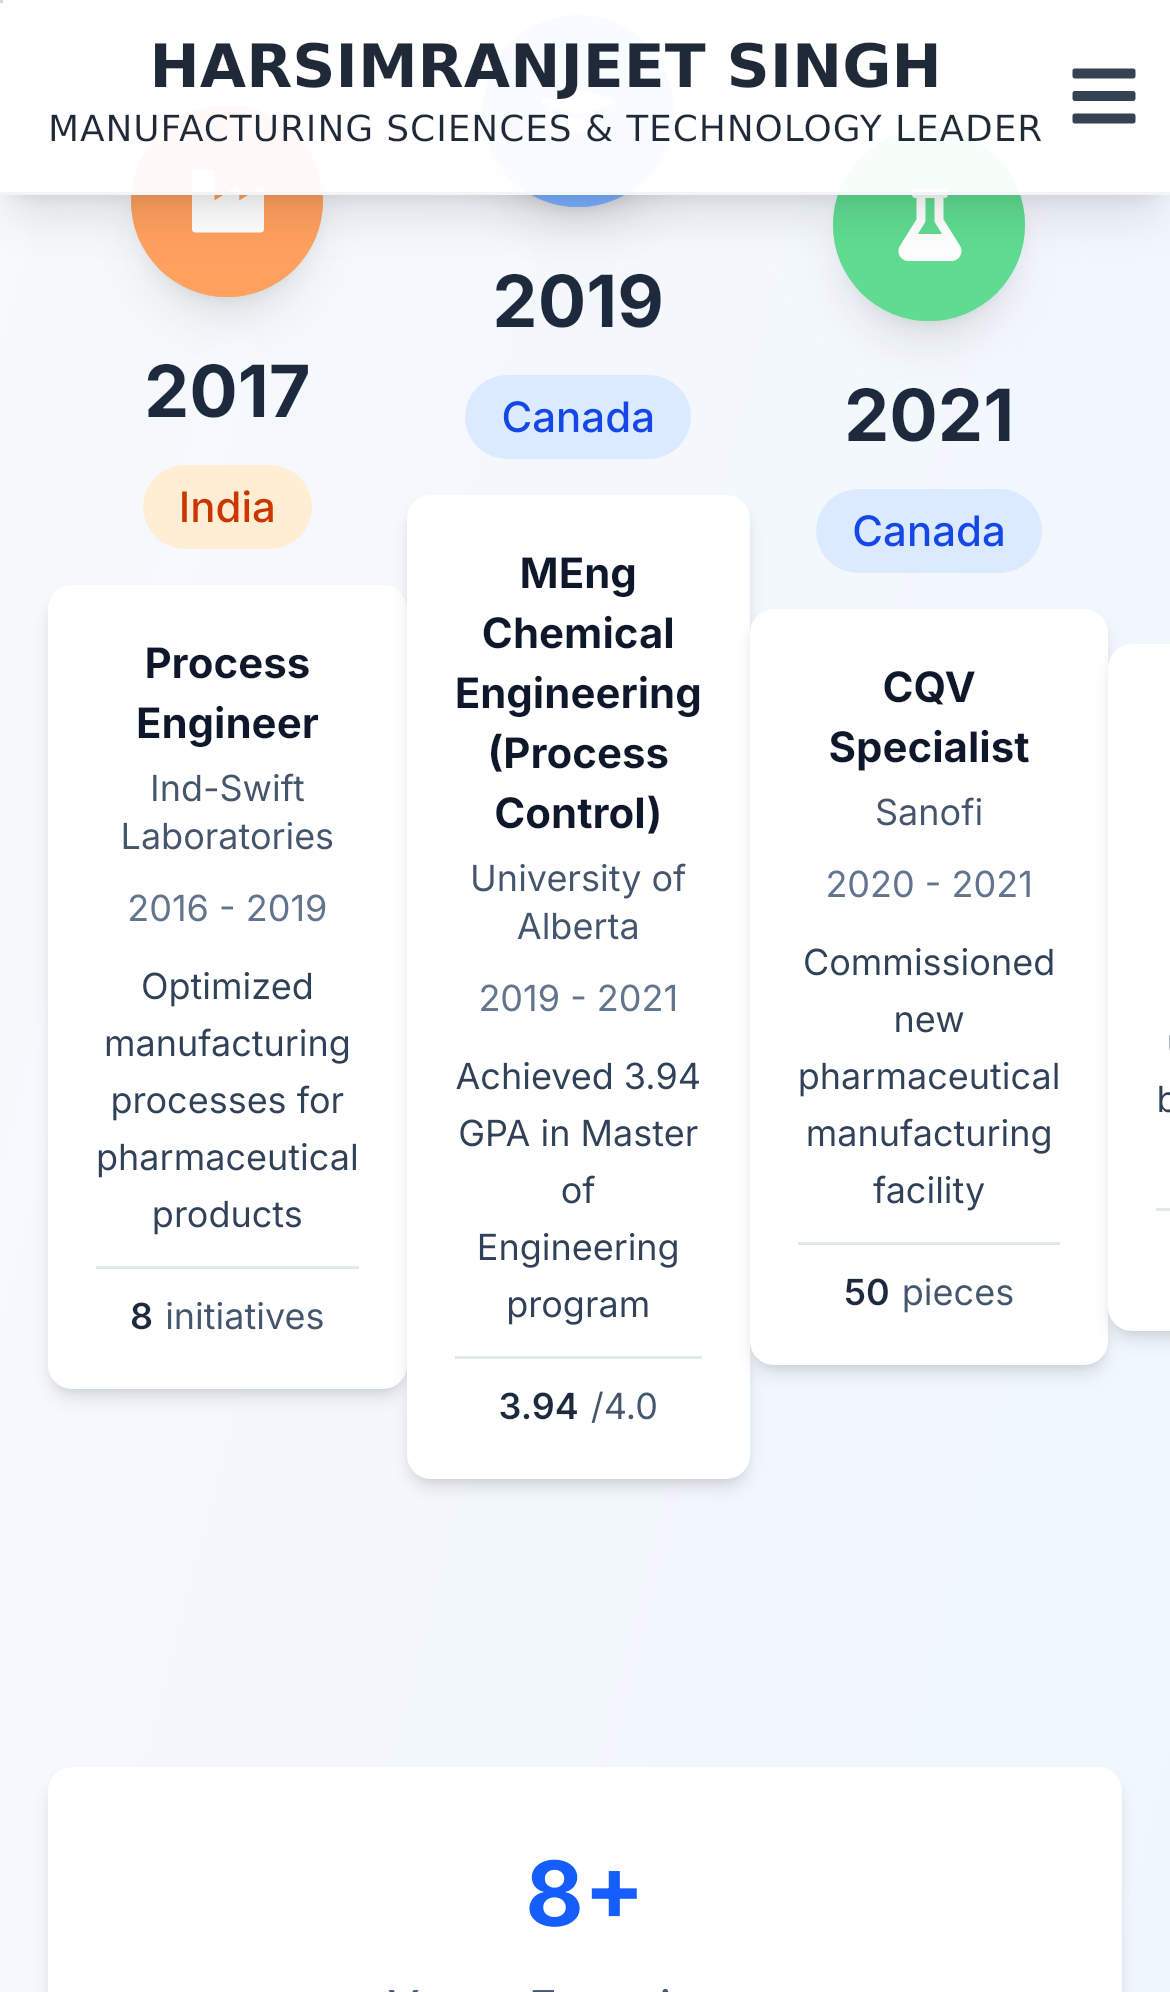 HARSIMRANJEET SINGH
MANUFACTURING SCIENCES & TECHNOLOGY LEADER
2017
India
Process
Engineer
Ind-Swift
Laboratories
2016 - 2019
Optimized
manufacturing
processes for
pharmaceutical
products
8 initiatives
2019
Canada
MEng
Chemical
Engineering
(Process
Control)
University of
Alberta
2019 - 2021
Achieved 3.94
GPA in Master
of
Engineering
program
3.94 /4.0
2021
Canada
CQV
Specialist
Sanofi
2020 - 2021
Commissioned
new
pharmaceutical
manufacturing
facility
50 pieces
8+